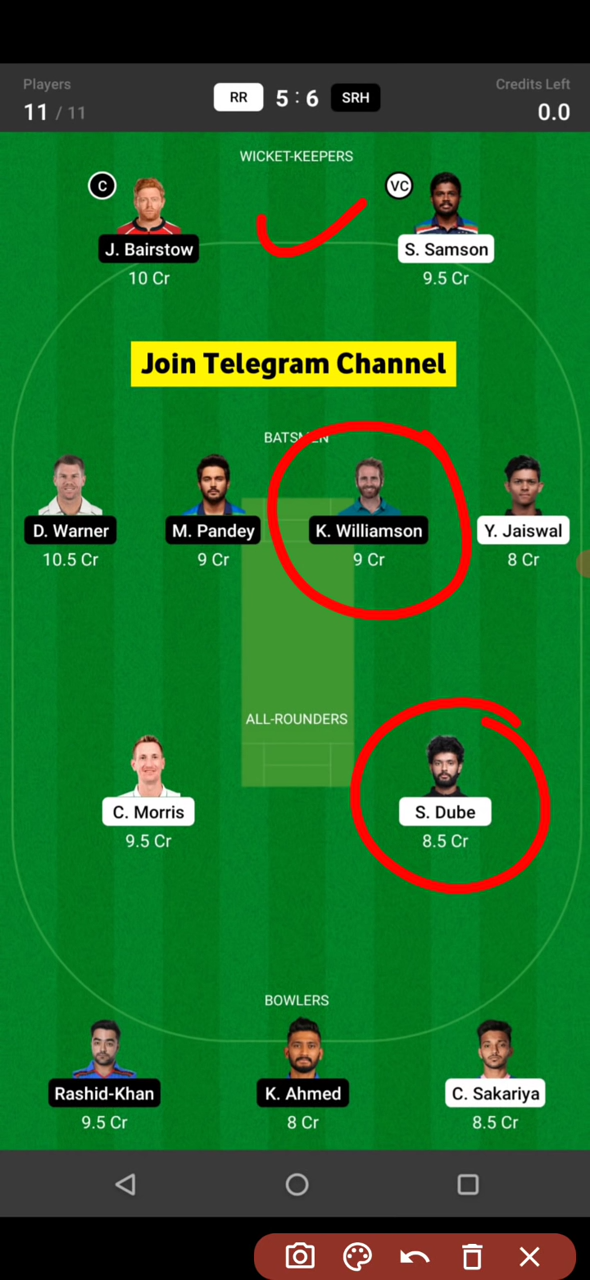 Players
Credits Left
11 / 11
RR 5 : 6 SRH
0.0
WICKET-KEEPERS
C
VC
J. Bairstow
S. Samson
10 Cr
9.5 Cr
Join Telegram Channel
BATSMEN
D. Warner
M. Pandey
K. Williamson
Y. Jaiswal
10.5 Cr
9 Cr
9 Cr
8 Cr
ALL-ROUNDERS
C. Morris
S. Dube
9.5 Cr
8.5 Cr
BOWLERS
Rashid-Khan
K. Ahmed
C. Sakariya
9.5 Cr
8 Cr
8.5 Cr